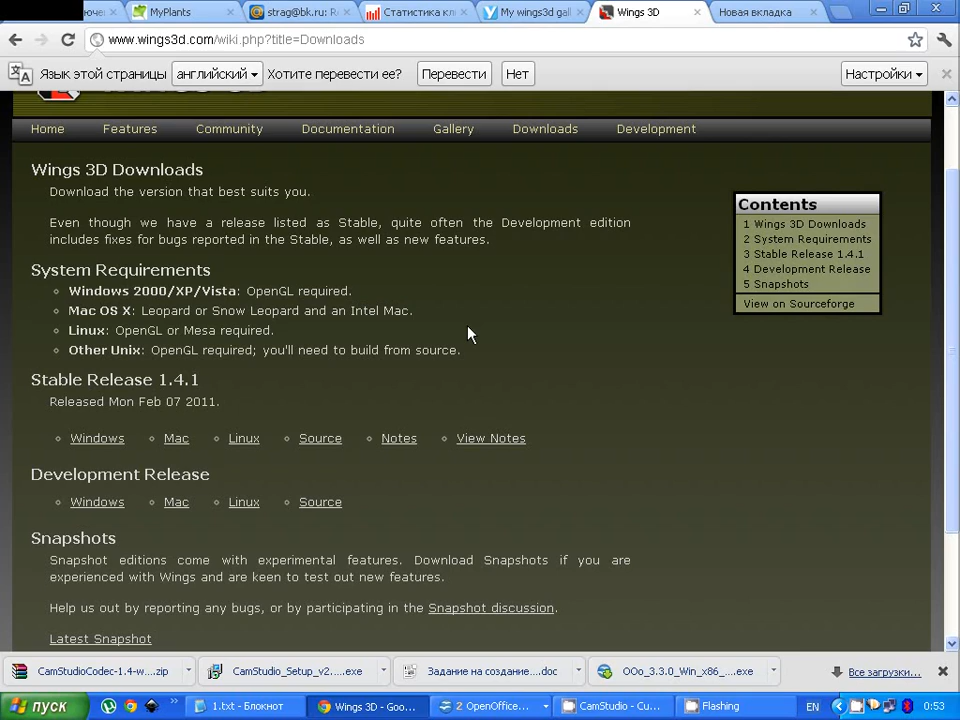 MyPlants
strag@bk.ru: Re
Статистика кл
My wings3d gal
Wings 3D
Новая вкладка
www.wings3d.com/wiki.php?title=Downloads
Язык этой страницы английский Хотите перевести ее? Перевести Нет Настройки
Home Features Community Documentation Gallery Downloads Development
Wings 3D Downloads
Download the version that best suits you.
Even though we have a release listed as Stable, quite often the Development edition
includes fixes for bugs reported in the Stable, as well as new features.
Contents
1 Wings 3D Downloads
2 System Requirements
3 Stable Release 1.4.1
4 Development Release
5 Snapshots
View on Sourceforge
System Requirements
Windows 2000/XP/Vista: OpenGL required.
Mac OS X: Leopard or Snow Leopard and an Intel Mac.
Linux: OpenGL or Mesa required.
Other Unix: OpenGL required; you'll need to build from source.
Stable Release 1.4.1
Released Mon Feb 07 2011.
Windows Mac Linux Source Notes View Notes
Development Release
Windows Mac Linux Source
Snapshots
Snapshot editions come with experimental features. Download Snapshots if you are
experienced with Wings and are keen to test out new features.
Help us out by reporting any bugs, or by participating in the Snapshot discussion.
Latest Snapshot
CamStudioCodec-1.4-w....zip CamStudio_Setup_v2....exe Задание на создание....doc OOo_3.3.0_Win_x86_....exe Все загрузки...
пуск 1.txt - Блокнот Wings 3D - Goo... 2 OpenOffice... CamStudio - Cu... Flashing EN 0:53